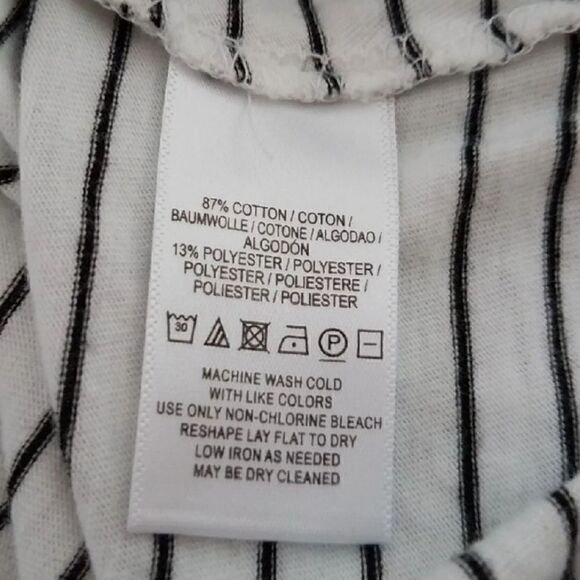 87% COTTON / COTON /
BAUMWOLLE / COTONE / ALGODAO /
ALGODÓN
13% POLYESTER / POLYESTER /
POLYESTER / POLIESTERE /
POLIESTER / POLIESTER
30 P
MACHINE WASH COLD
WITH LIKE COLORS
USE ONLY NON-CHLORINE BLEACH
RESHAPE LAY FLAT TO DRY
LOW IRON AS NEEDED
MAY BE DRY CLEANED